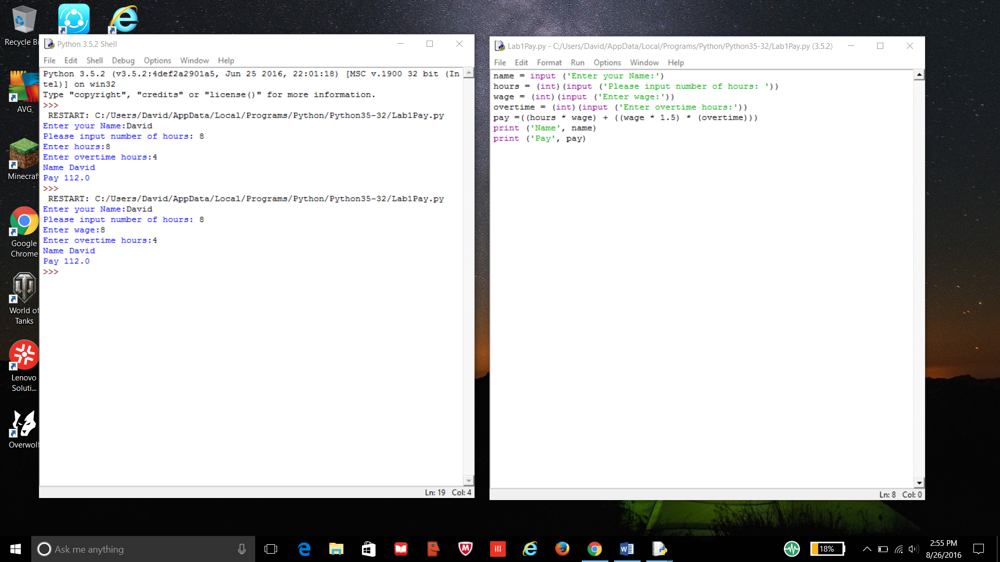 Recycle Bi
AVG
Minecraf
Google
Chrome
World of
Tanks
Lenovo
Soluti...
Overwolf
Python 3.5.2 Shell
File Edit Shell Debug Options Window Help
Python 3.5.2 (v3.5.2:4def2a2901a5, Jun 25 2016, 22:01:18) [MSC v.1900 32 bit (In
tel)] on win32
Type "copyright", "credits" or "license()" for more information.
>>>
RESTART: C:/Users/David/AppData/Local/Programs/Python/Python35-32/Lab1Pay.py
Enter your Name:David
Please input number of hours: 8
Enter hours:8
Enter overtime hours:4
Name David
Pay 112.0
>>>
RESTART: C:/Users/David/AppData/Local/Programs/Python/Python35-32/Lab1Pay.py
Enter your Name:David
Please input number of hours: 8
Enter wage:8
Enter overtime hours:4
Name David
Pay 112.0
>>>
Ln: 19 Col: 4
Lab1Pay.py - C:/Users/David/AppData/Local/Programs/Python/Python35-32/Lab1Pay.py (3.5.2)
File Edit Format Run Options Window Help
name = input ('Enter your Name:')
hours = (int)(input ('Please input number of hours: '))
wage = (int)(input ('Enter wage:'))
overtime = (int)(input ('Enter overtime hours:'))
pay =((hours * wage) + ((wage * 1.5) * (overtime)))
print ('Name', name)
print ('Pay', pay)
Ln: 8 Col: 0
Ask me anything
18%
2:55 PM
8/26/2016